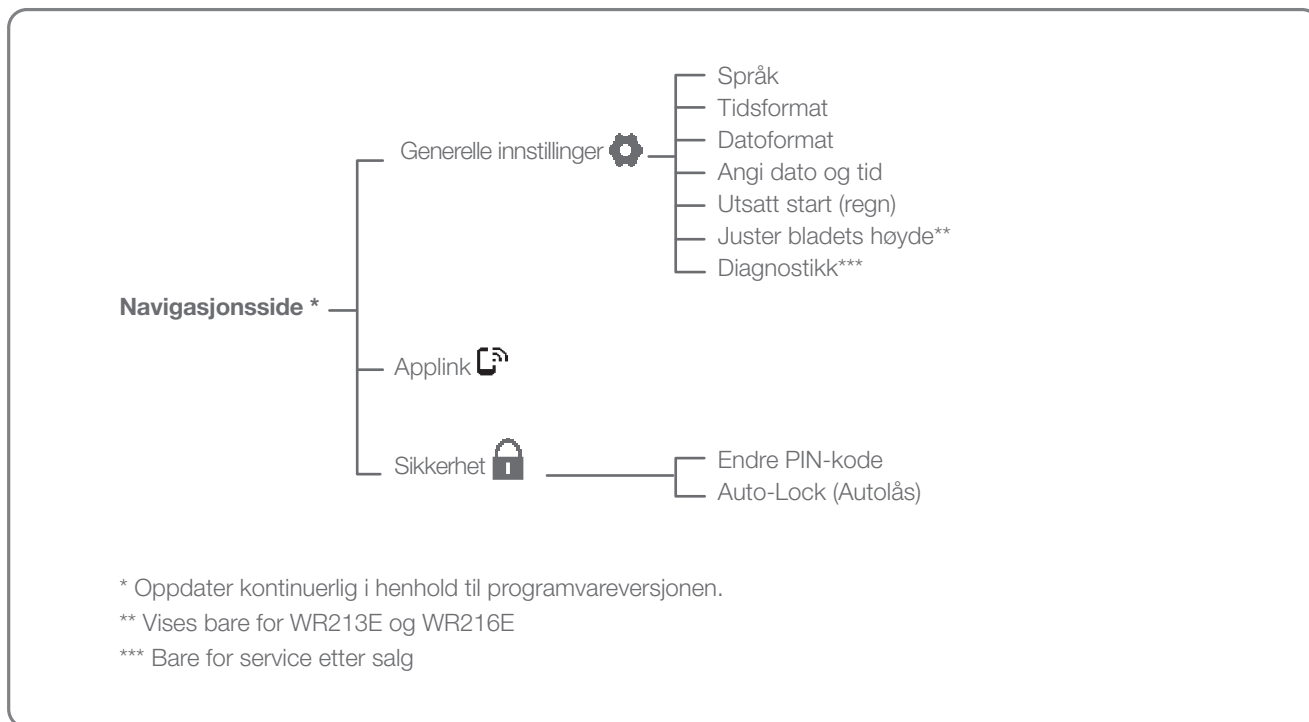 Språk
Tidsformat
Generelle innstillinger
Datoformat
Angi dato og tid
Utsatt start (regn)
Juster bladets høyde**
Diagnostikk***
Navigasjonsside *
Applink
Sikkerhet
Endre PIN-kode
Auto-Lock (Autolås)
* Oppdater kontinuerlig i henhold til programvareversjonen.
** Vises bare for WR213E og WR216E
*** Bare for service etter salg